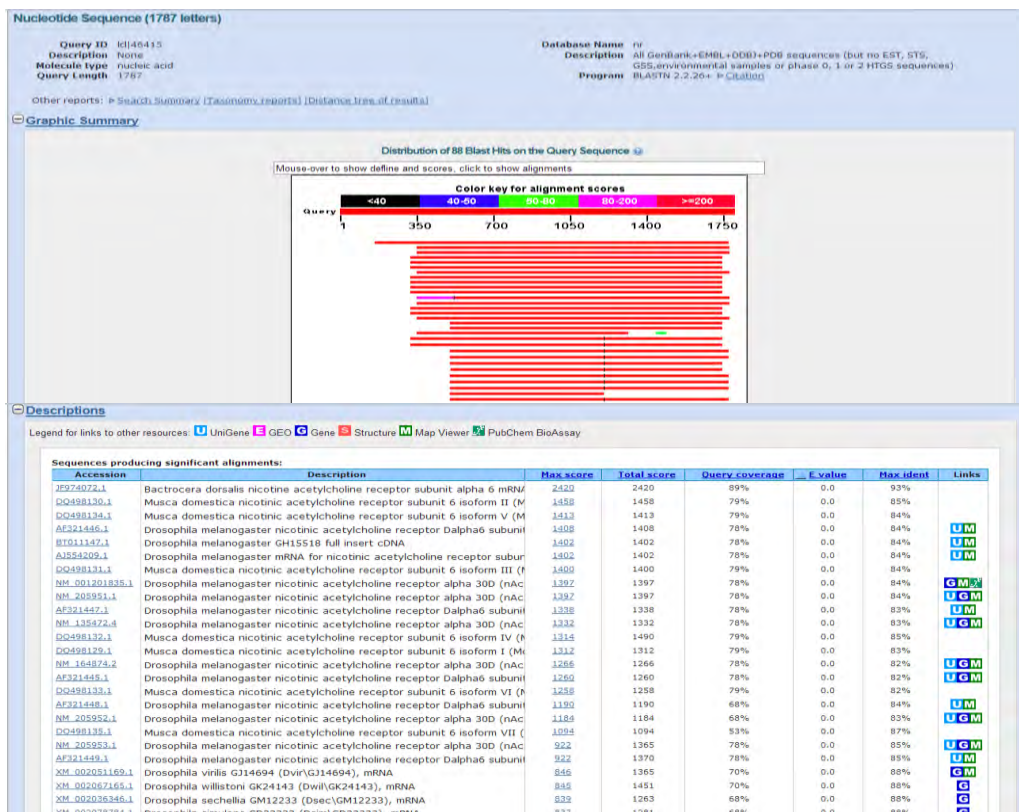 Nucleotide Sequence (1787 letters)
Query ID lcl|46415
Description None
Molecule type nucleic acid
Query Length 1787
Database Name nr
Description All GenBank+EMBL+DDBJ+PDB sequences (but no EST, STS,
GSS,environmental samples or phase 0, 1 or 2 HTGS sequences)
Program BLASTN 2.2.26+ Citation
Other reports: Search Summary [Taxonomy reports] [Distance tree of results]
Graphic Summary
Distribution of 88 Blast Hits on the Query Sequence
Mouse-over to show defline and scores, click to show alignments
Color key for alignment scores
<40 40-50 50-80 80-200 >=200
Query
1 350 700 1050 1400 1750
Descriptions
Legend for links to other resources: U UniGene E GEO G Gene S Structure M Map Viewer PubChem BioAssay
Sequences producing significant alignments:
Accession Description Max score Total score Query coverage E value Max ident Links
JF974072.1 Bactrocera dorsalis nicotine acetylcholine receptor subunit alpha 6 mRNA 2420 2420 89% 0.0 93%
DQ498130.1 Musca domestica nicotinic acetylcholine receptor subunit 6 isoform II (M 1458 1458 79% 0.0 85%
DQ498134.1 Musca domestica nicotinic acetylcholine receptor subunit 6 isoform V (M 1413 1413 79% 0.0 84%
AF321446.1 Drosophila melanogaster nicotinic acetylcholine receptor Dalpha6 subunit 1408 1408 78% 0.0 84% U M
BT011147.1 Drosophila melanogaster GH15518 full insert cDNA 1402 1402 78% 0.0 84% U M
AJ554209.1 Drosophila melanogaster mRNA for nicotinic acetylcholine receptor subun 1402 1402 78% 0.0 84% U M
DQ498131.1 Musca domestica nicotinic acetylcholine receptor subunit 6 isoform III (M 1400 1400 79% 0.0 84%
NM_001201835.1 Drosophila melanogaster nicotinic acetylcholine receptor alpha 30D (nAc 1397 1397 78% 0.0 84% G M
NM_205951.1 Drosophila melanogaster nicotinic acetylcholine receptor alpha 30D (nAc 1397 1397 78% 0.0 84% U G M
AF321447.1 Drosophila melanogaster nicotinic acetylcholine receptor Dalpha6 subunit 1338 1338 78% 0.0 83% U M
NM_135472.4 Drosophila melanogaster nicotinic acetylcholine receptor alpha 30D (nAc 1332 1332 78% 0.0 83% U G M
DQ498132.1 Musca domestica nicotinic acetylcholine receptor subunit 6 isoform IV (M 1314 1490 79% 0.0 85%
DQ498129.1 Musca domestica nicotinic acetylcholine receptor subunit 6 isoform I (Mu 1312 1312 79% 0.0 83%
NM_164874.2 Drosophila melanogaster nicotinic acetylcholine receptor alpha 30D (nAc 1266 1266 78% 0.0 82% U G M
AF321445.1 Drosophila melanogaster nicotinic acetylcholine receptor Dalpha6 subunit 1260 1260 78% 0.0 82% U G M
DQ498133.1 Musca domestica nicotinic acetylcholine receptor subunit 6 isoform VI (M 1258 1258 79% 0.0 82%
AF321448.1 Drosophila melanogaster nicotinic acetylcholine receptor Dalpha6 subunit 1190 1190 68% 0.0 84% U M
NM_205952.1 Drosophila melanogaster nicotinic acetylcholine receptor alpha 30D (nAc 1184 1184 68% 0.0 83% U G M
DQ498135.1 Musca domestica nicotinic acetylcholine receptor subunit 6 isoform VII ( 1094 1094 53% 0.0 87%
NM_205953.1 Drosophila melanogaster nicotinic acetylcholine receptor alpha 30D (nAc 922 1365 78% 0.0 85% U G M
AF321449.1 Drosophila melanogaster nicotinic acetylcholine receptor Dalpha6 subunit 922 1370 78% 0.0 85% U M
XM_002051169.1 Drosophila virilis GJ14694 (Dvir\GJ14694), mRNA 846 1365 70% 0.0 88% G M
XM_002067165.1 Drosophila willistoni GK24143 (Dwil\GK24143), mRNA 845 1451 70% 0.0 88% G
XM_002036346.1 Drosophila sechellia GM12233 (Dsec\GM12233), mRNA 839 1263 68% 0.0 88% G